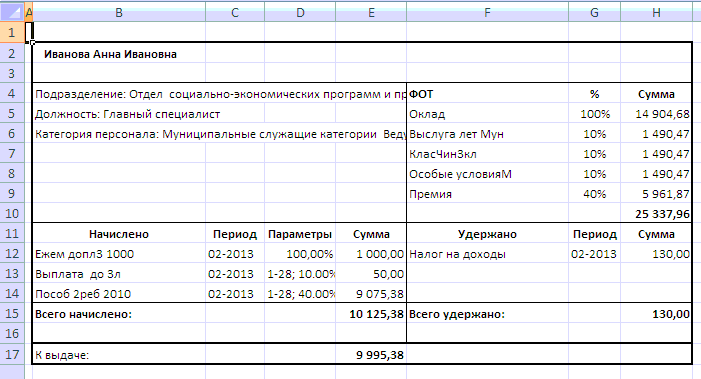 A B C D E F G H
1
2 Иванова Анна Ивановна
3
4 Подразделение: Отдел социально-экономических программ и пр ФОТ % Сумма
5 Должность: Главный специалист Оклад 100% 14 904,68
6 Категория персонала: Муниципальные служащие категории Веду Выслуга лет Мун 10% 1 490,47
7 КласЧин3кл 10% 1 490,47
8 Особые условияМ 10% 1 490,47
9 Премия 40% 5 961,87
10 25 337,96
11 Начислено Период Параметры Сумма Удержано Период Сумма
12 Ежем допл3 1000 02-2013 100,00% 1 000,00 Налог на доходы 02-2013 130,00
13 Выплата до 3л 02-2013 1-28; 10.00% 50,00
14 Пособ 2реб 2010 02-2013 1-28; 40.00% 9 075,38
15 Всего начислено: 10 125,38 Всего удержано: 130,00
16
17 К выдаче: 9 995,38